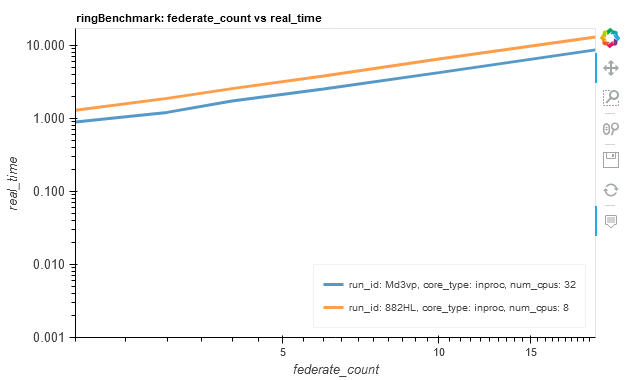 ringBenchmark: federate_count vs real_time
10.000
1.000
0.100
0.010
0.001
real_time
run_id: Md3vp, core_type: inproc, num_cpus: 32
run_id: 882HL, core_type: inproc, num_cpus: 8
5
10
15
federate_count